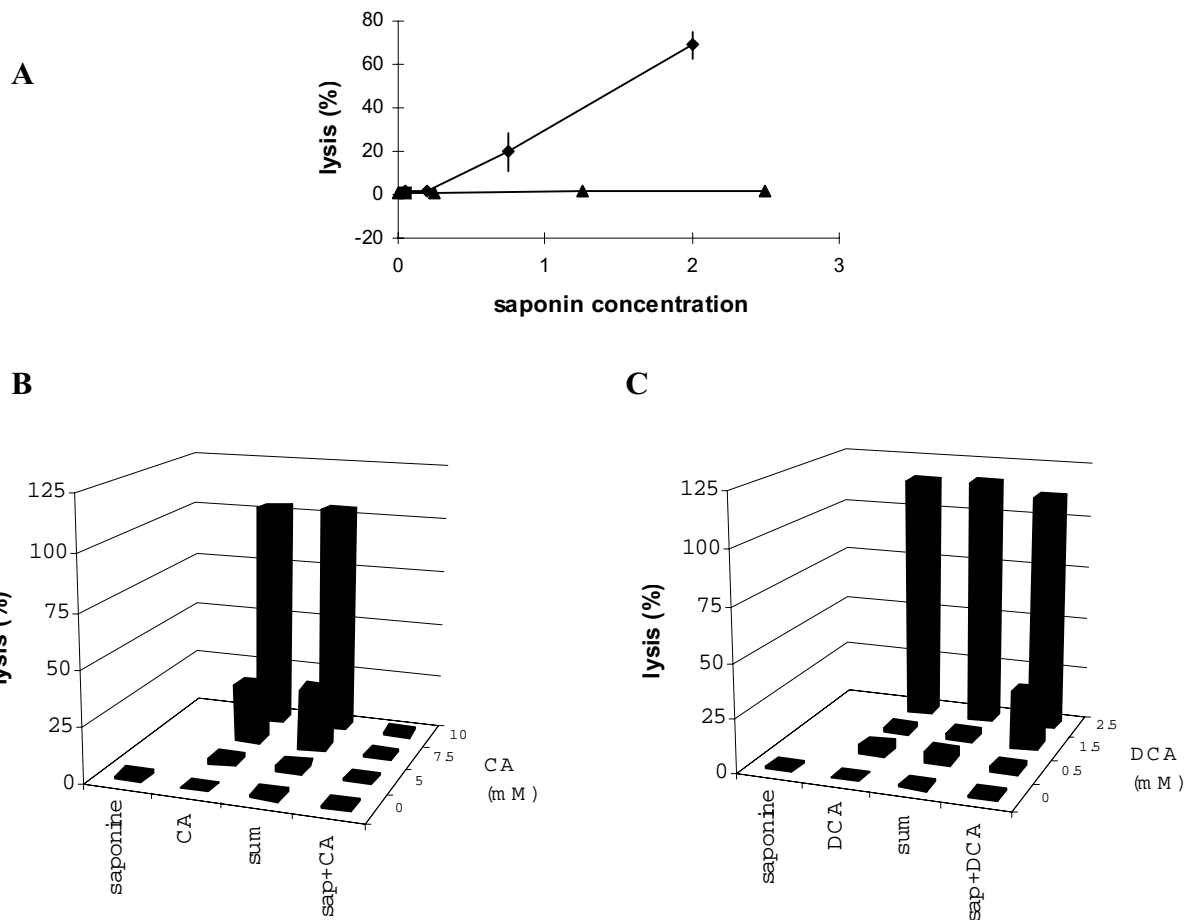 A
80
60
40
20
0
-20
lysis (%)
0 1 2 3
saponin concentration
B
125
100
75
50
25
0
lysis (%)
saponine
CA
sum
sap+CA
0
5
7.5
10
CA
(mM)
C
125
100
75
50
25
0
lysis (%)
saponine
DCA
sum
sap+DCA
0
0.5
1.5
2.5
DCA
(mM)